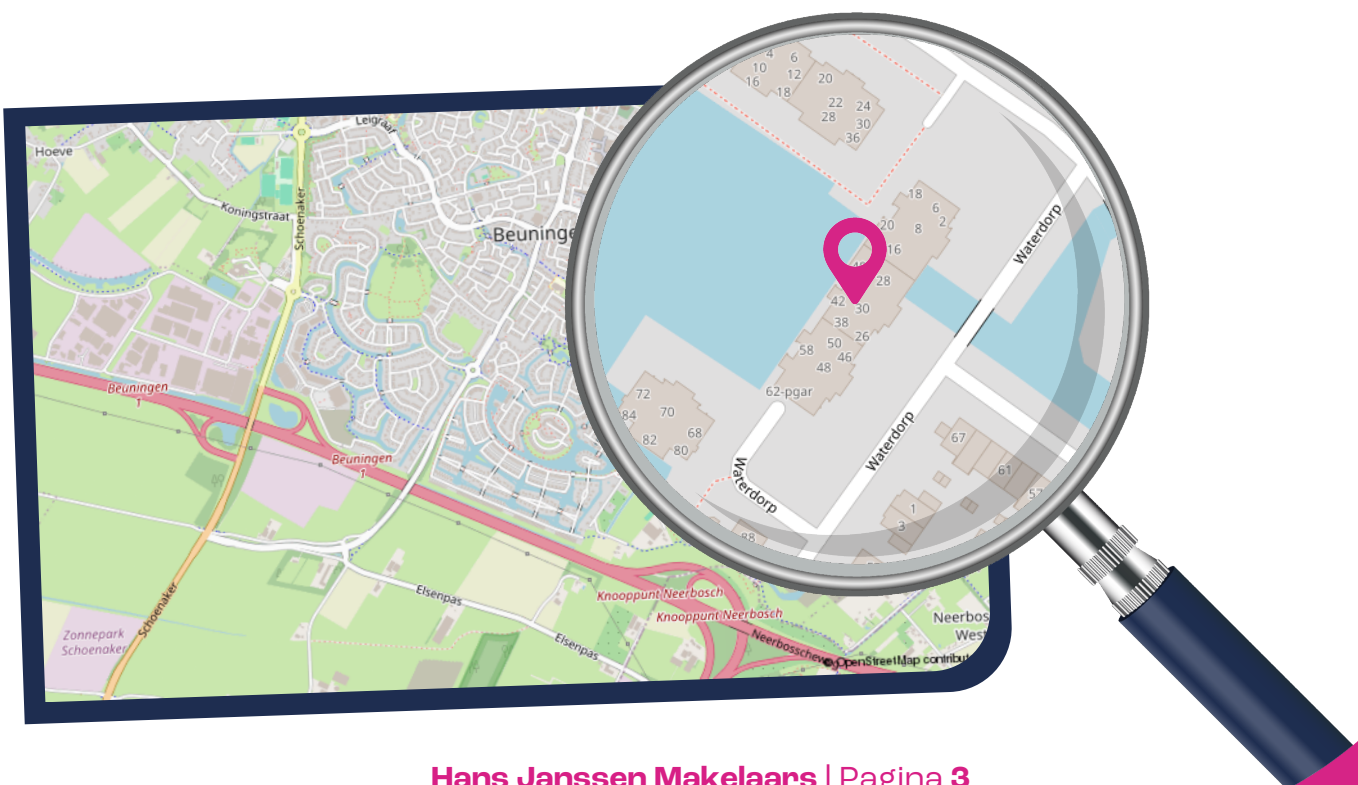 Hoeve
Leigraaf
Koningstraat
Schoenaker
Beuninge
Beuningen
1
Beuningen
1
Schoenaker
Zonnepark
Schoenaker
Elsenpas
Elsenpas
Knooppunt Neerbosch
Knooppunt Neerbosch
Neerbosscheweg
Neerbos
West
© OpenStreetMap contribut
4
6
10
12
16
18
20
22
24
28
30
36
18
6
20
8
2
16
28
42
30
38
26
50
58
46
48
62-pgar
72
84
70
68
82
80
88
Waterdorp
Waterdorp
Waterdorp
67
61
57
1
3
Hans Janssen Makelaars | Pagina 3